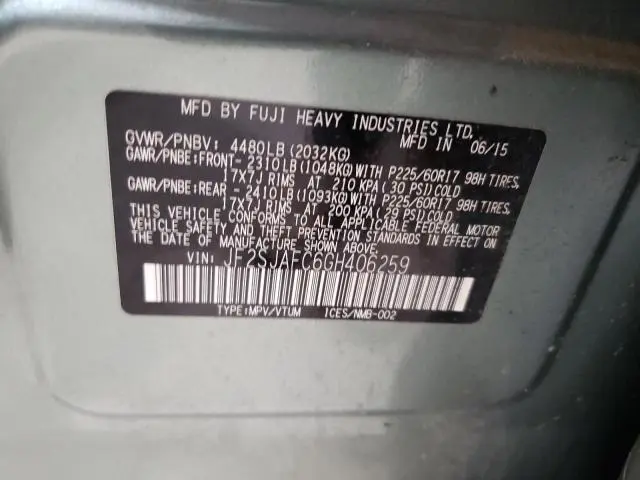 MFD BY FUJI HEAVY INDUSTRIES LTD.
GVWR/PNBV: 4480LB(2032KG) MFD IN 06/15
GAWR/PNBE:FRONT- 2310LB(1048KG)WITH P225/60R17 98H TIRES,
17x7J RIMS AT 210 KPA(30 PSI)COLD
GAWR/PNBE:REAR - 2410LB(1093KG)WITH P225/60R17 98H TIRES,
17x7J RIMS AT 200 KPA(29 PSI)COLD
THIS VEHICLE CONFORMS TO ALL APPLICABLE FEDERAL MOTOR
VEHICLE SAFETY AND THEFT PREVENTION STANDARDS IN EFFECT
ON THE DATE OF MANUFACTURE SHOWN ABOVE.
VIN: JF2SJAFC6GH406259
TYPE:MPV/VTUM ICES/NMB-002